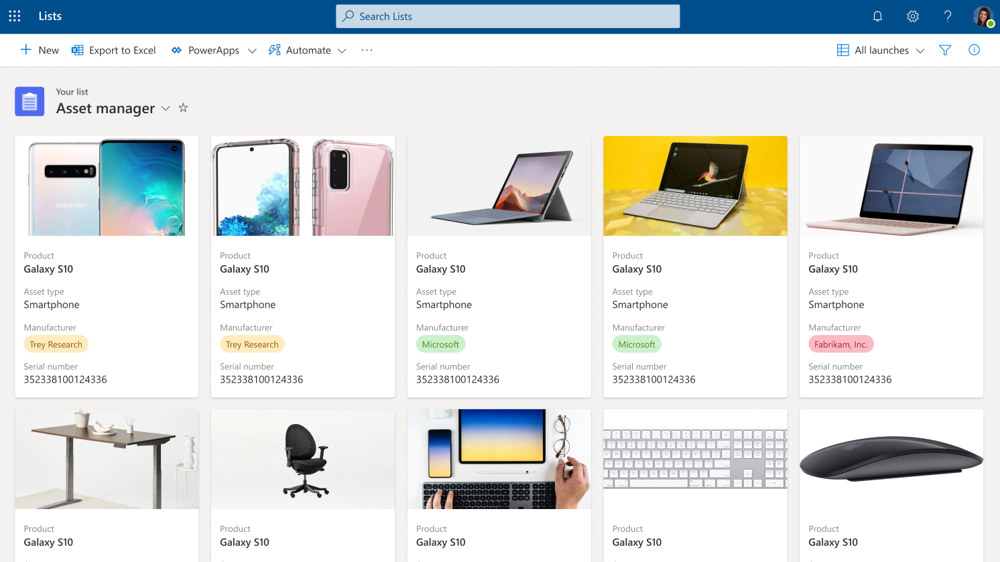 Lists
Search Lists
New
Export to Excel
PowerApps
Automate
All launches
Your list
Asset manager
SAMSUNG
Product
Galaxy S10
Asset type
Smartphone
Manufacturer
Trey Research
Serial number
352338100124336
Product
Galaxy S10
Asset type
Smartphone
Manufacturer
Trey Research
Serial number
352338100124336
Product
Galaxy S10
Asset type
Smartphone
Manufacturer
Microsoft
Serial number
352338100124336
Product
Galaxy S10
Asset type
Smartphone
Manufacturer
Microsoft
Serial number
352338100124336
Product
Galaxy S10
Asset type
Smartphone
Manufacturer
Fabrikam, Inc.
Serial number
352338100124336
Product
Galaxy S10
Product
Galaxy S10
Product
Galaxy S10
Product
Galaxy S10
Product
Galaxy S10